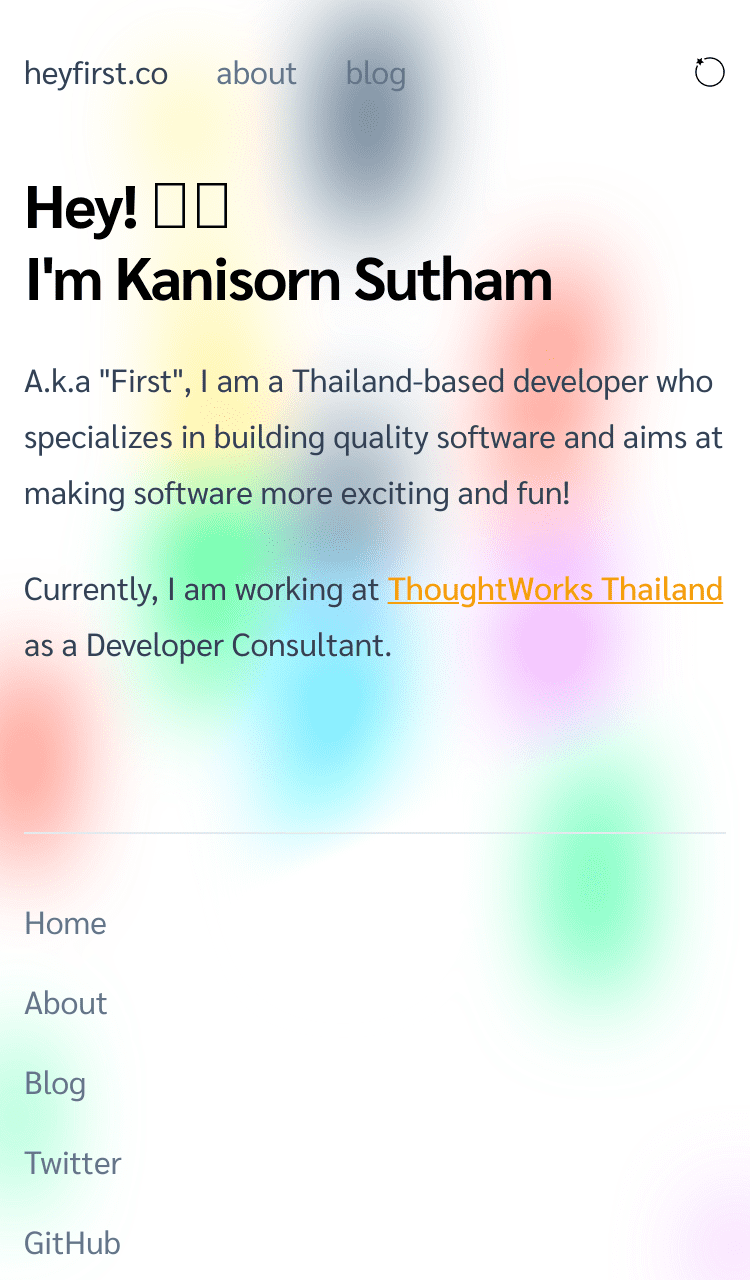 heyfirst.co about blog
Hey!
I'm Kanisorn Sutham
A.k.a "First", I am a Thailand-based developer who
specializes in building quality software and aims at
making software more exciting and fun!
Currently, I am working at ThoughtWorks Thailand
as a Developer Consultant.
Home
About
Blog
Twitter
GitHub